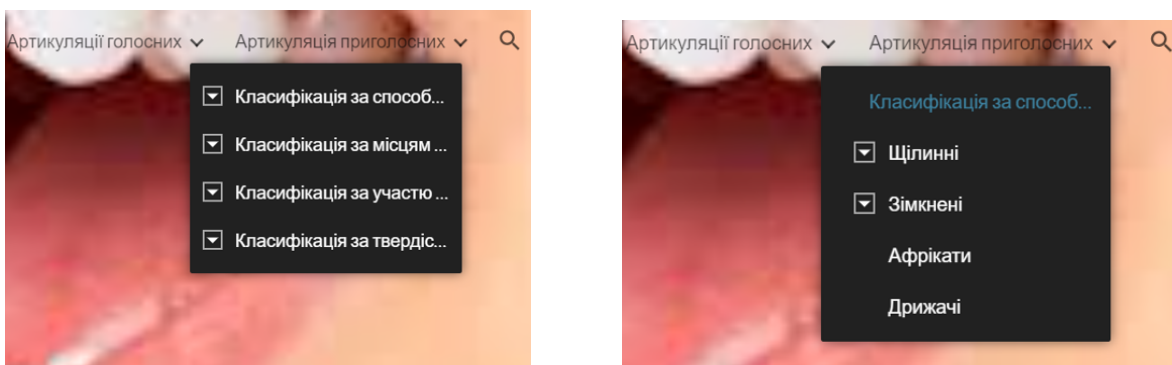 Артикуляції голосних Артикуляція приголосних
Класифікація за способ...
Класифікація за місцям ...
Класифікація за участю ...
Класифікація за твердіс...
Артикуляції голосних Артикуляція приголосних
Класифікація за способ...
Щілинні
Зімкнені
Африкати
Дрижачі